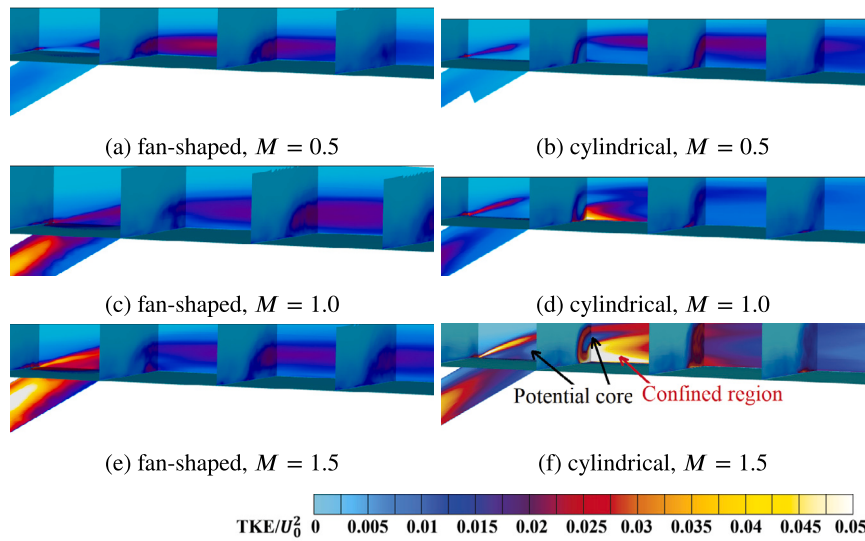 (a) fan-shaped, M = 0.5
(b) cylindrical, M = 0.5
(c) fan-shaped, M = 1.0
(d) cylindrical, M = 1.0
Potential core
Confined region
(e) fan-shaped, M = 1.5
(f) cylindrical, M = 1.5
TKE/U₀² 0 0.005 0.01 0.015 0.02 0.025 0.03 0.035 0.04 0.045 0.05